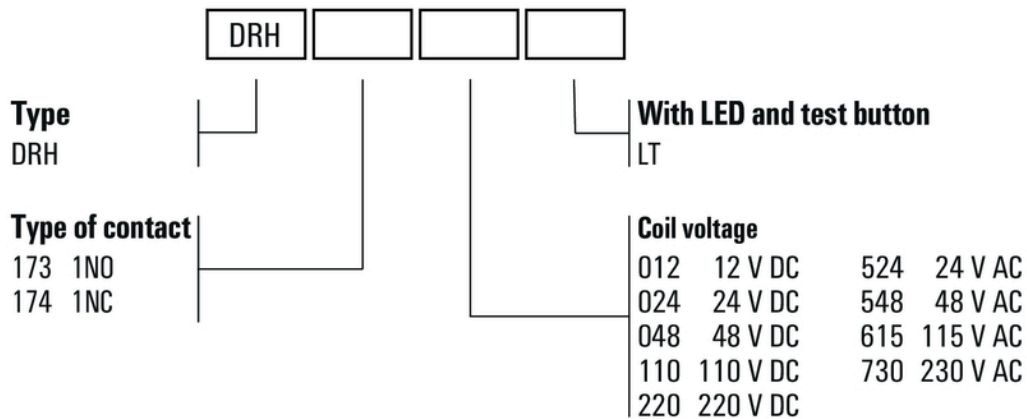 DRH
Type
DRH
With LED and test button
LT
Type of contact
173 1NO
174 1NC
Coil voltage
012 12 V DC 524 24 V AC
024 24 V DC 548 48 V AC
048 48 V DC 615 115 V AC
110 110 V DC 730 230 V AC
220 220 V DC